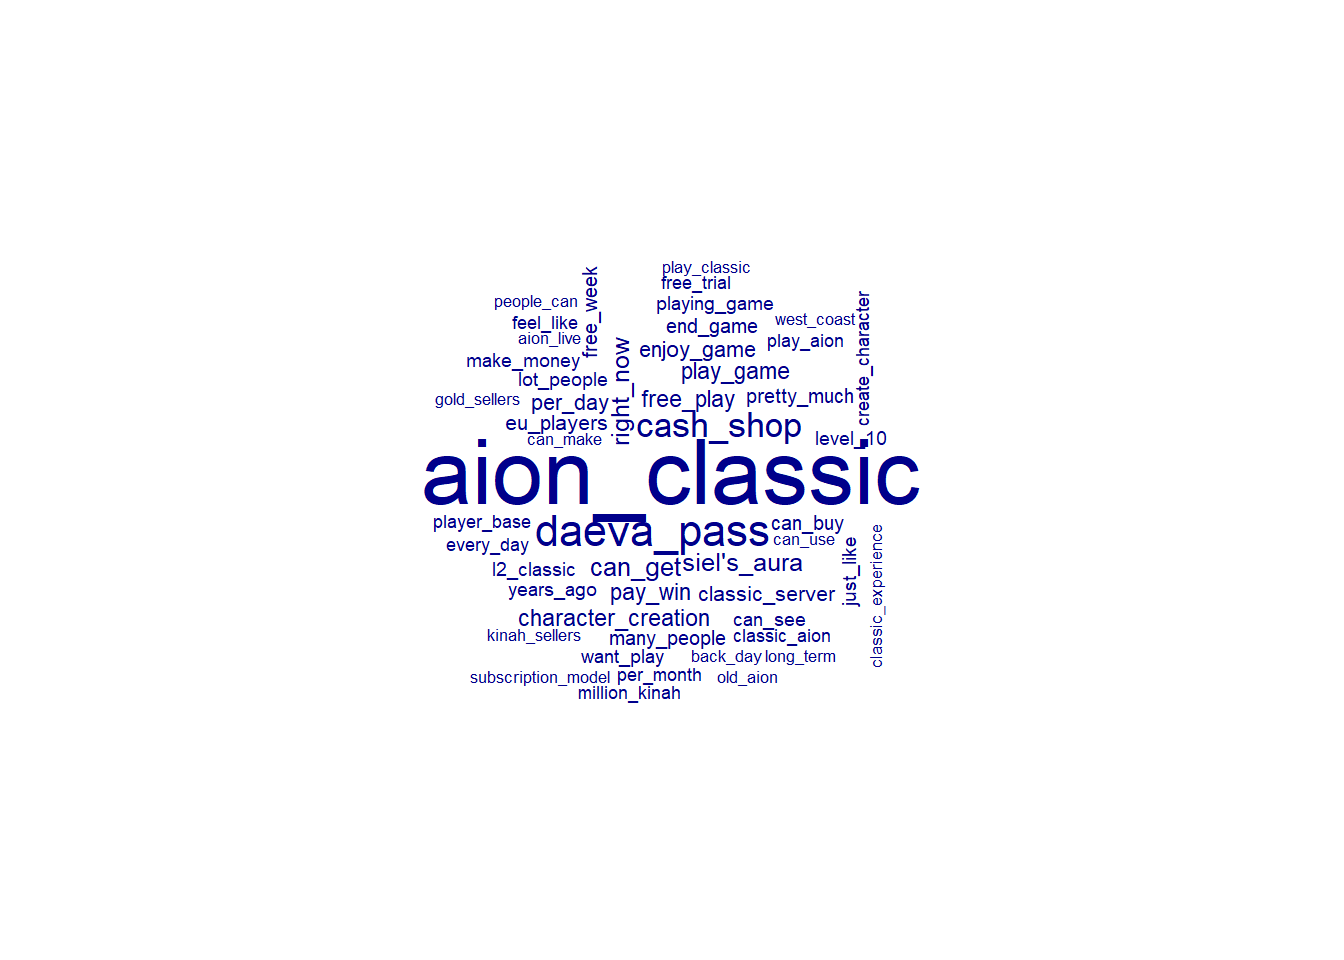 play_classic
free_trial
free_week
people_can
playing_game
create_character
feel_like
end_game
west_coast
aion_live
right_now
enjoy_game
play_aion
make_money
play_game
lot_people
gold_sellers
per_day
free_play
pretty_much
eu_players
cash_shop
can_make
level_10
aion_classic
player_base
daeva_pass
can_buy
every_day
can_use
just_like
classic_experience
l2_classic
can_get
siel's_aura
years_ago
pay_win
classic_server
character_creation
can_see
kinah_sellers
many_people
classic_aion
want_play
back_day
long_term
subscription_model
per_month
old_aion
million_kinah